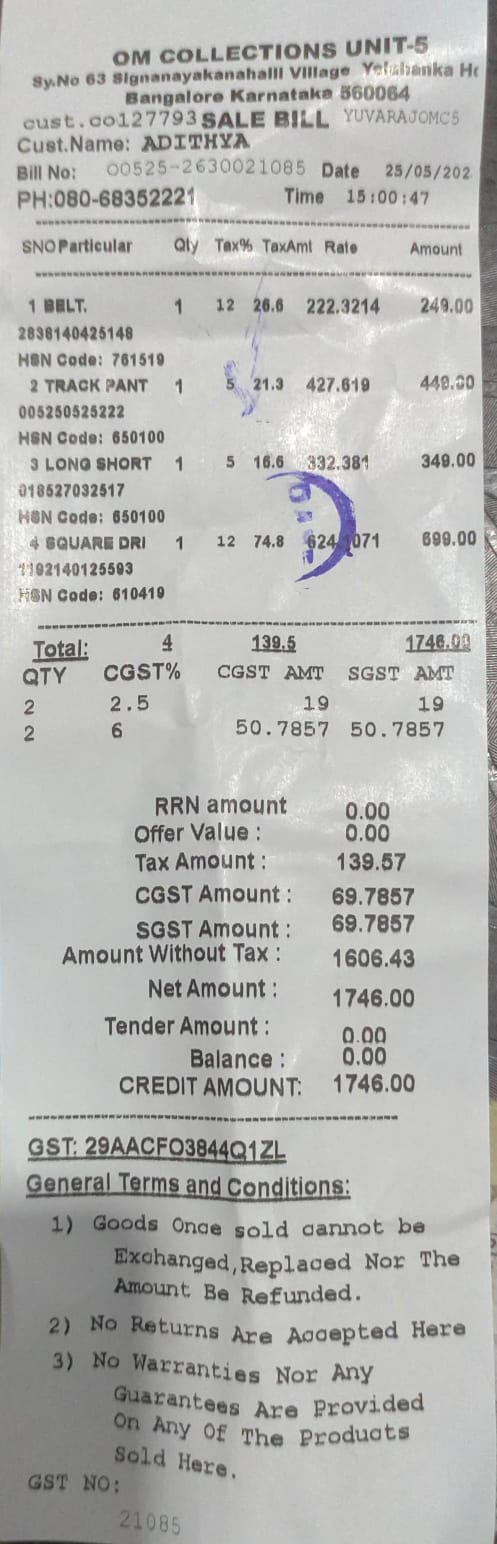 OM COLLECTIONS UNIT-5
Sy.No 63 Signanayakanahalli Village Yelahanka Ho
Bangalore Karnataka 560064
cust.co127793 SALE BILL YUVARAJOMC5
Cust.Name: ADITHYA
Bill No: 00525-2630021085 Date 25/05/202
PH:080-68352221 Time 15:00:47
SNO Particular Qty Tax% TaxAmt Rate Amount
1 BELT. 1 12 26.6 222.3214 249.00
2838140425148
HSN Code: 761519
2 TRACK PANT 1 5 21.3 427.619 449.00
005250525222
HSN Code: 650100
3 LONG SHORT 1 5 16.6 332.381 349.00
018527032517
HSN Code: 650100
4 SQUARE DRI 1 12 74.8 624.1071 699.00
1192140125593
HSN Code: 610419
Total: 4 139.5 1746.00
QTY CGST% CGST AMT SGST AMT
2 2.5 19 19
2 6 50.7857 50.7857
RRN amount 0.00
Offer Value : 0.00
Tax Amount : 139.57
CGST Amount : 69.7857
SGST Amount : 69.7857
Amount Without Tax : 1606.43
Net Amount : 1746.00
Tender Amount : 0.00
Balance : 0.00
CREDIT AMOUNT: 1746.00
GST: 29AACFO3844Q1ZL
General Terms and Conditions:
1) Goods Once sold cannot be
Exchanged,Replaced Nor The
Amount Be Refunded.
2) No Returns Are Accepted Here
3) No Warranties Nor Any
Guarantees Are Provided
On Any Of The Products
Sold Here.
GST NO:
21085